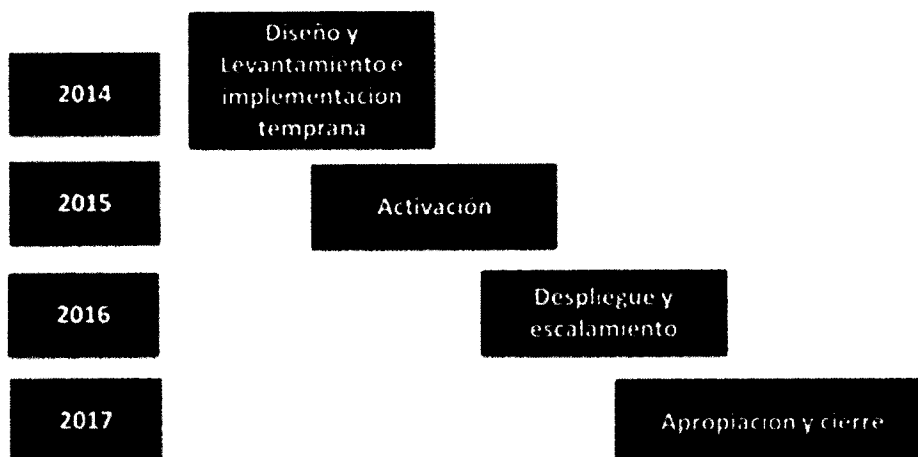 2014
Diseño y
Levantamiento e
implementacion
temprana
2015
Activación
2016
Despliegue y
escalamiento
2017
Apropiacion y cierre